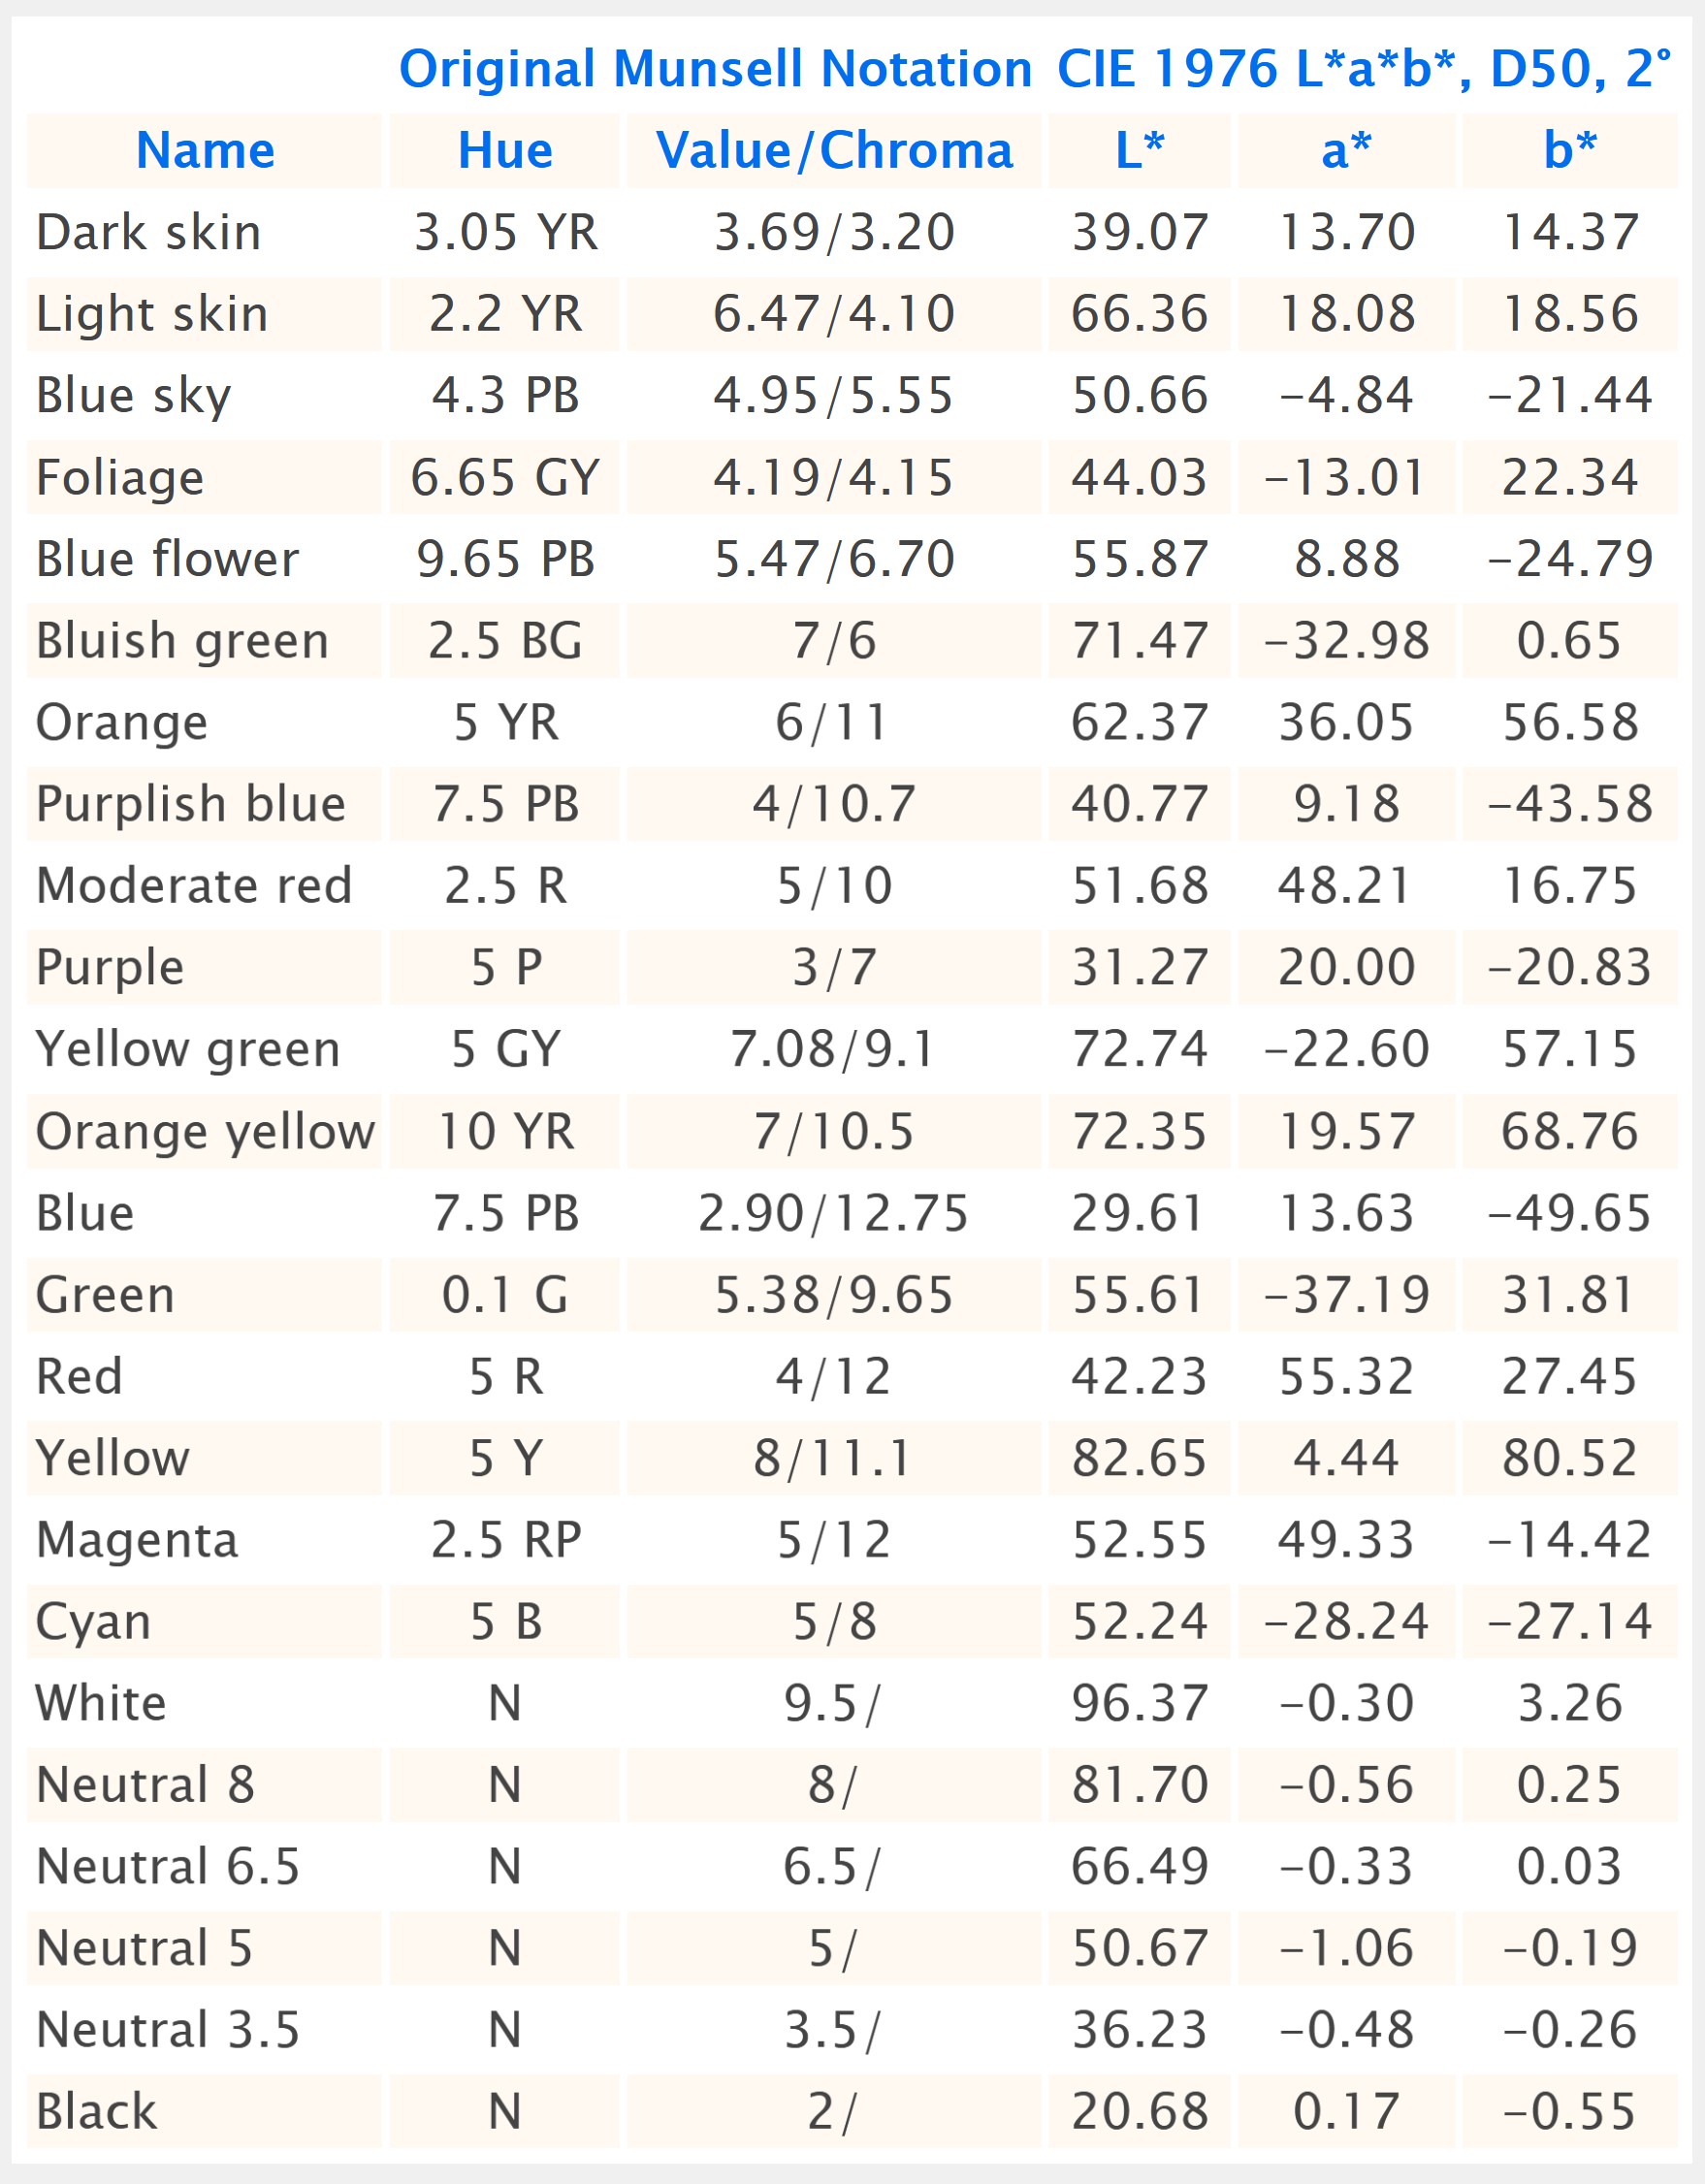 Original Munsell Notation CIE 1976 L*a*b*, D50, 2°
Name Hue Value/Chroma L* a* b*
Dark skin 3.05 YR 3.69/3.20 39.07 13.70 14.37
Light skin 2.2 YR 6.47/4.10 66.36 18.08 18.56
Blue sky 4.3 PB 4.95/5.55 50.66 −4.84 −21.44
Foliage 6.65 GY 4.19/4.15 44.03 −13.01 22.34
Blue flower 9.65 PB 5.47/6.70 55.87 8.88 −24.79
Bluish green 2.5 BG 7/6 71.47 −32.98 0.65
Orange 5 YR 6/11 62.37 36.05 56.58
Purplish blue 7.5 PB 4/10.7 40.77 9.18 −43.58
Moderate red 2.5 R 5/10 51.68 48.21 16.75
Purple 5 P 3/7 31.27 20.00 −20.83
Yellow green 5 GY 7.08/9.1 72.74 −22.60 57.15
Orange yellow 10 YR 7/10.5 72.35 19.57 68.76
Blue 7.5 PB 2.90/12.75 29.61 13.63 −49.65
Green 0.1 G 5.38/9.65 55.61 −37.19 31.81
Red 5 R 4/12 42.23 55.32 27.45
Yellow 5 Y 8/11.1 82.65 4.44 80.52
Magenta 2.5 RP 5/12 52.55 49.33 −14.42
Cyan 5 B 5/8 52.24 −28.24 −27.14
White N 9.5/ 96.37 −0.30 3.26
Neutral 8 N 8/ 81.70 −0.56 0.25
Neutral 6.5 N 6.5/ 66.49 −0.33 0.03
Neutral 5 N 5/ 50.67 −1.06 −0.19
Neutral 3.5 N 3.5/ 36.23 −0.48 −0.26
Black N 2/ 20.68 0.17 −0.55